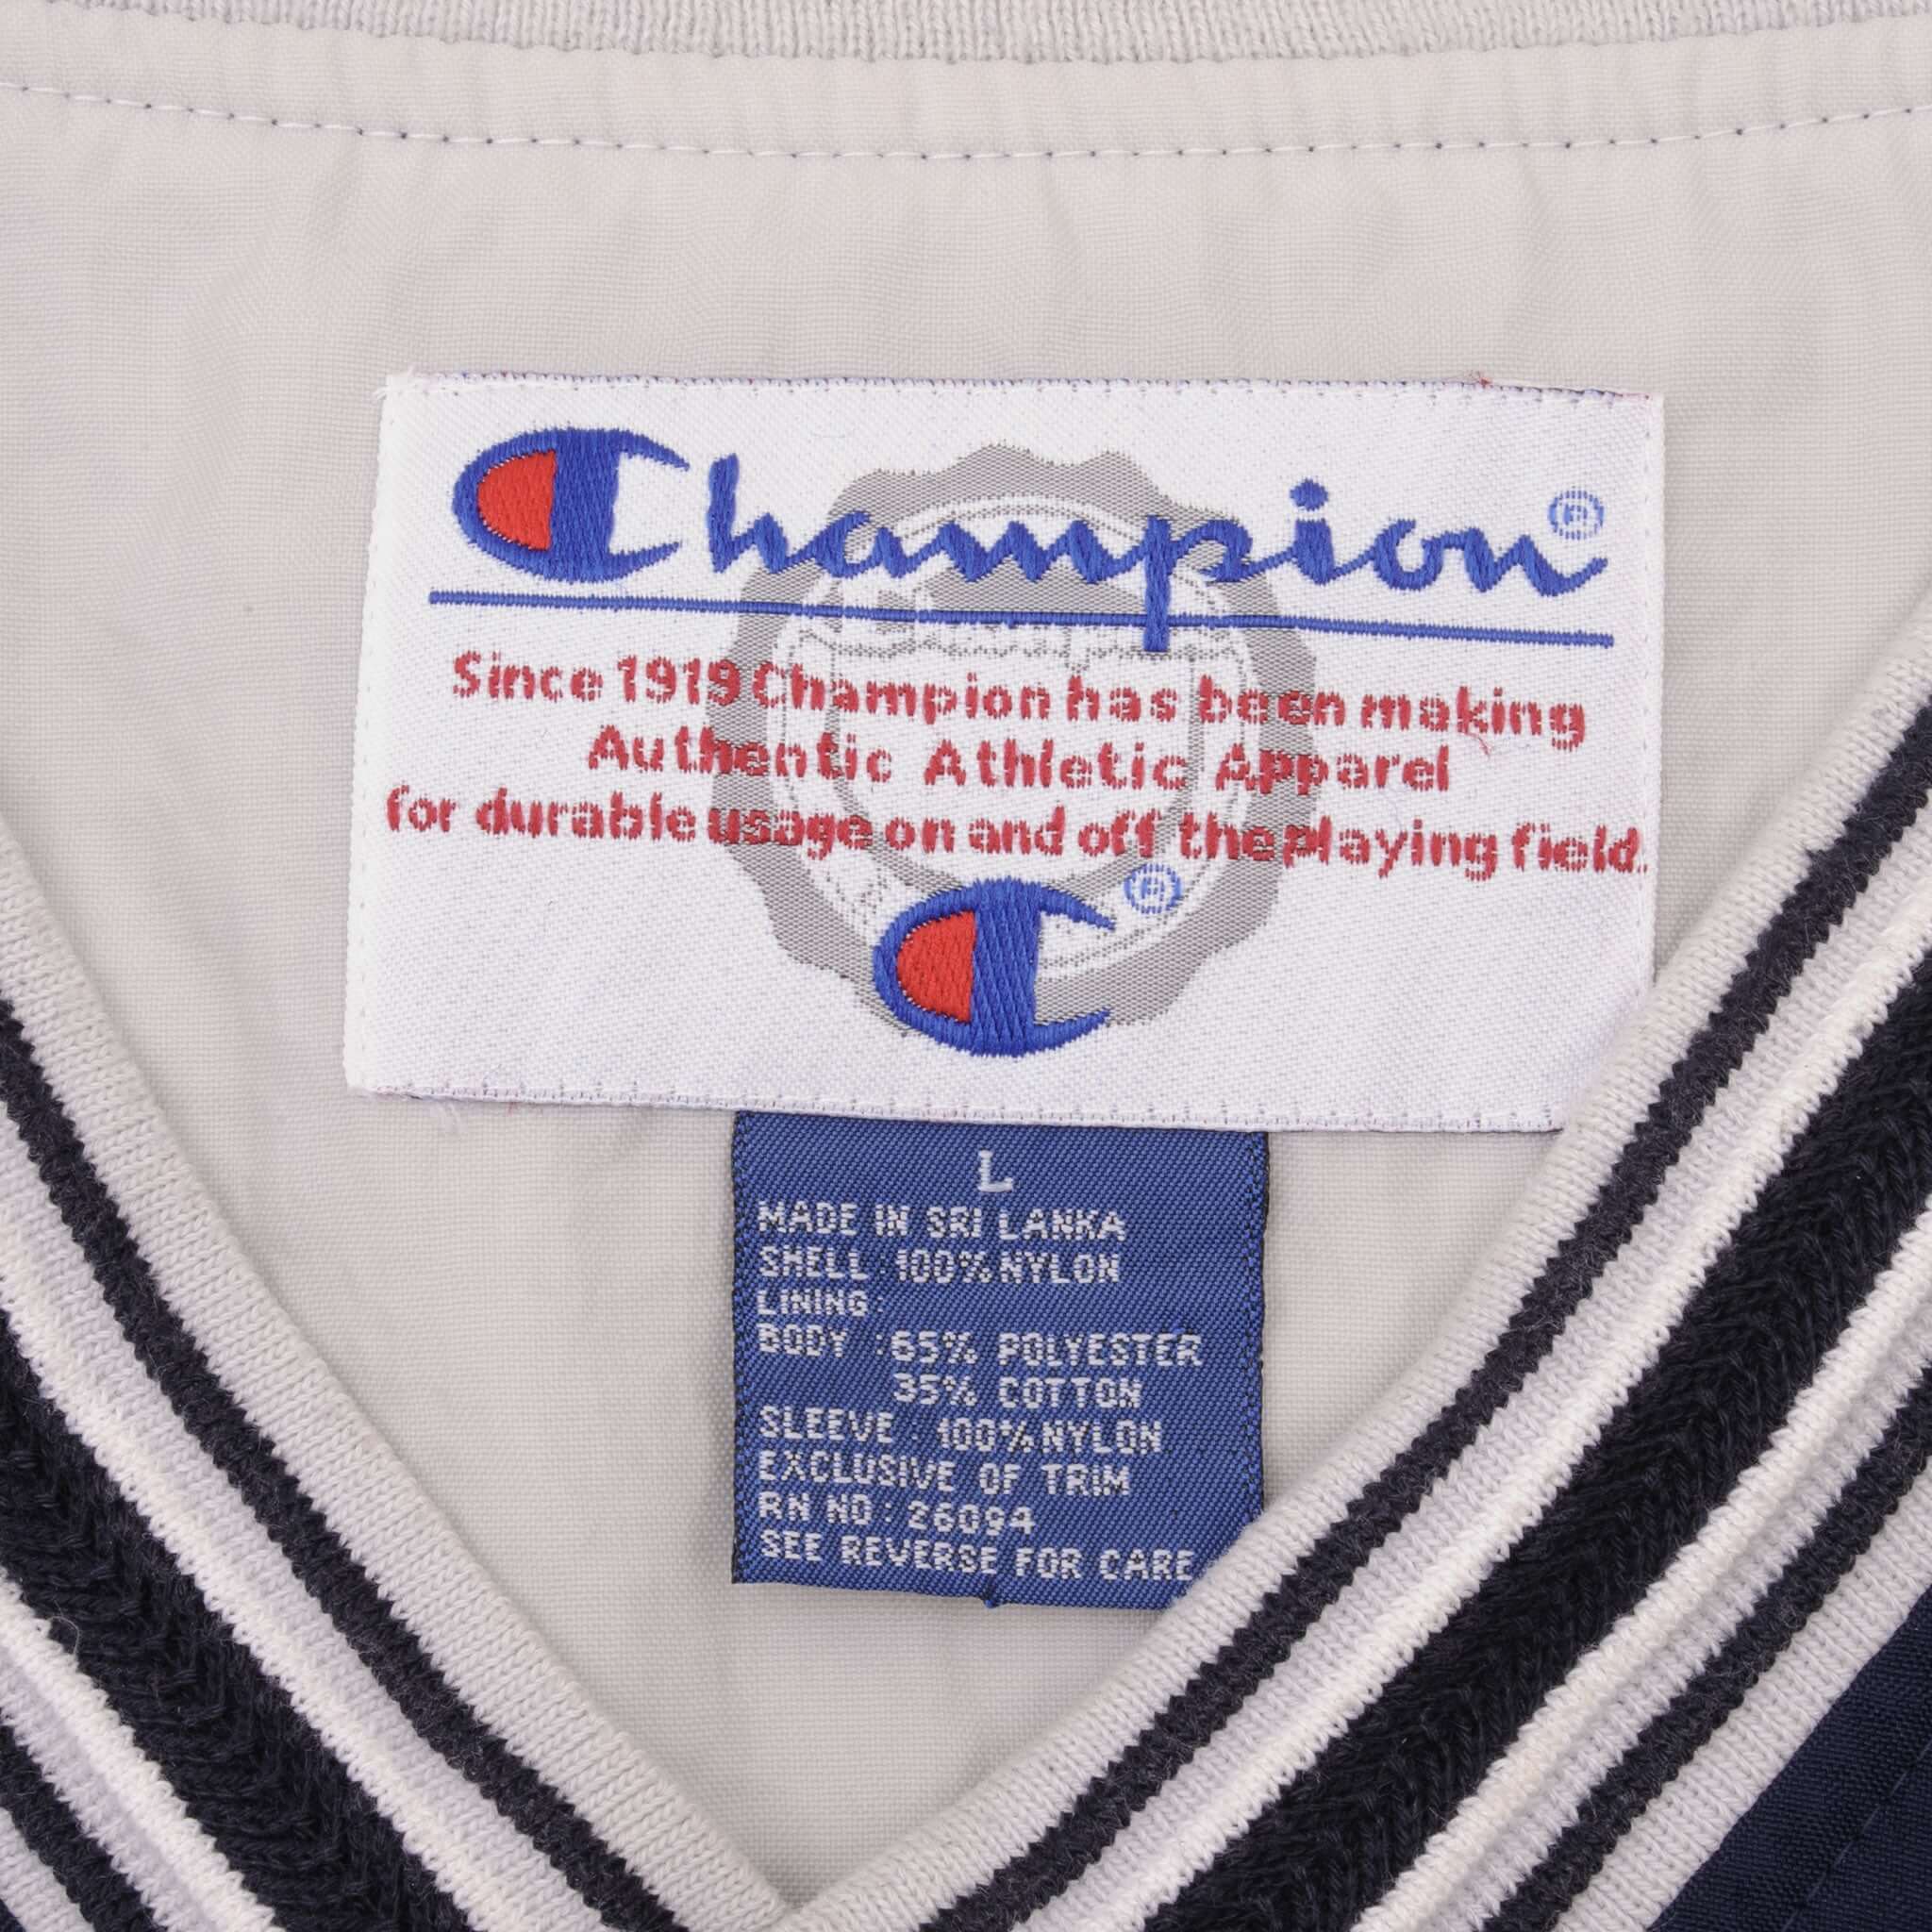 Champion®
Since 1919 Champion has been making
Authentic Athletic Apparel
for durable usage on and off the playing field.
®
L
MADE IN SRI LANKA
SHELL : 100% NYLON
LINING :
BODY : 65% POLYESTER
35% COTTON
SLEEVE : 100% NYLON
EXCLUSIVE OF TRIM
RN NO : 26094
SEE REVERSE FOR CARE